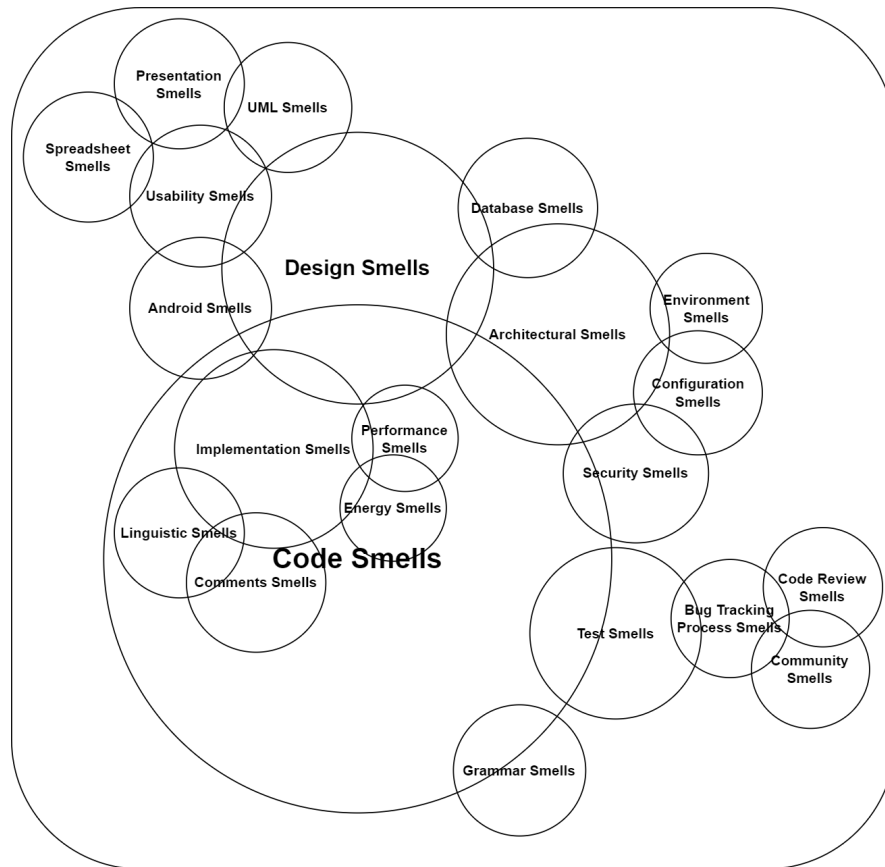 Presentation
Smells
UML Smells
Spreadsheet
Smells
Usability Smells
Database Smells
Design Smells
Android Smells
Environment
Smells
Architectural Smells
Configuration
Smells
Performance
Smells
Implementation Smells
Security Smells
Energy Smells
Linguistic Smells
Code Smells
Comments Smells
Code Review
Smells
Bug Tracking
Process Smells
Test Smells
Community
Smells
Grammar Smells